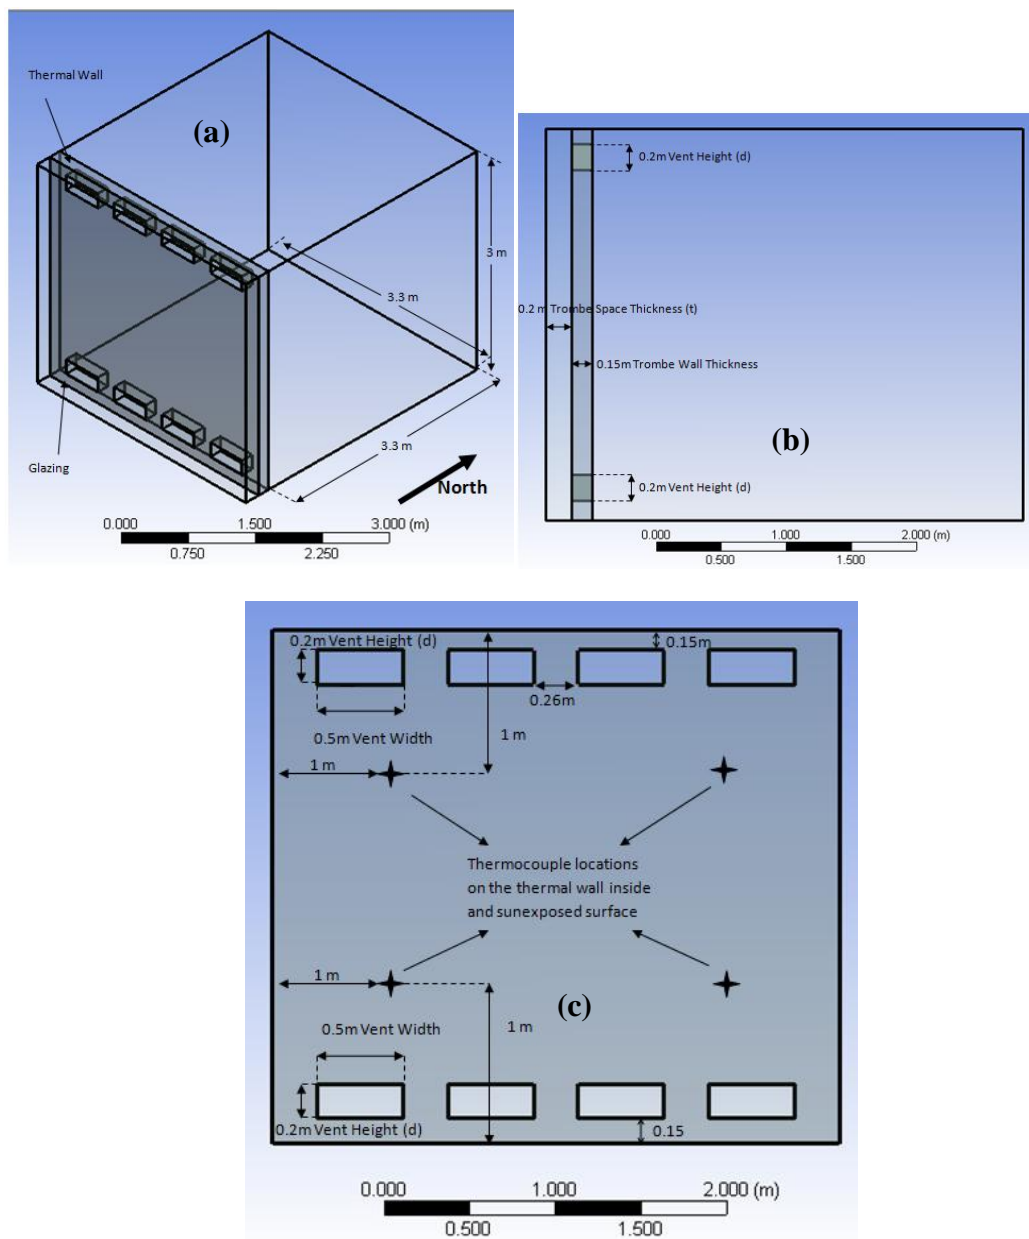 Thermal Wall
(a)
3 m
3.3 m
3.3 m
Glazing
North
0.000 1.500 3.000 (m)
0.750 2.250
0.2m Vent Height (d)
0.2 m Trombe Space Thickness (t)
0.15m Trombe Wall Thickness
(b)
0.2m Vent Height (d)
0.000 1.000 2.000 (m)
0.500 1.500
0.2m Vent Height (d)
0.15m
0.26m
0.5m Vent Width
1 m
1 m
Thermocouple locations
on the thermal wall inside
and sunexposed surface
1 m
(c)
0.5m Vent Width
1 m
0.2m Vent Height (d)
0.15
0.000 1.000 2.000 (m)
0.500 1.500